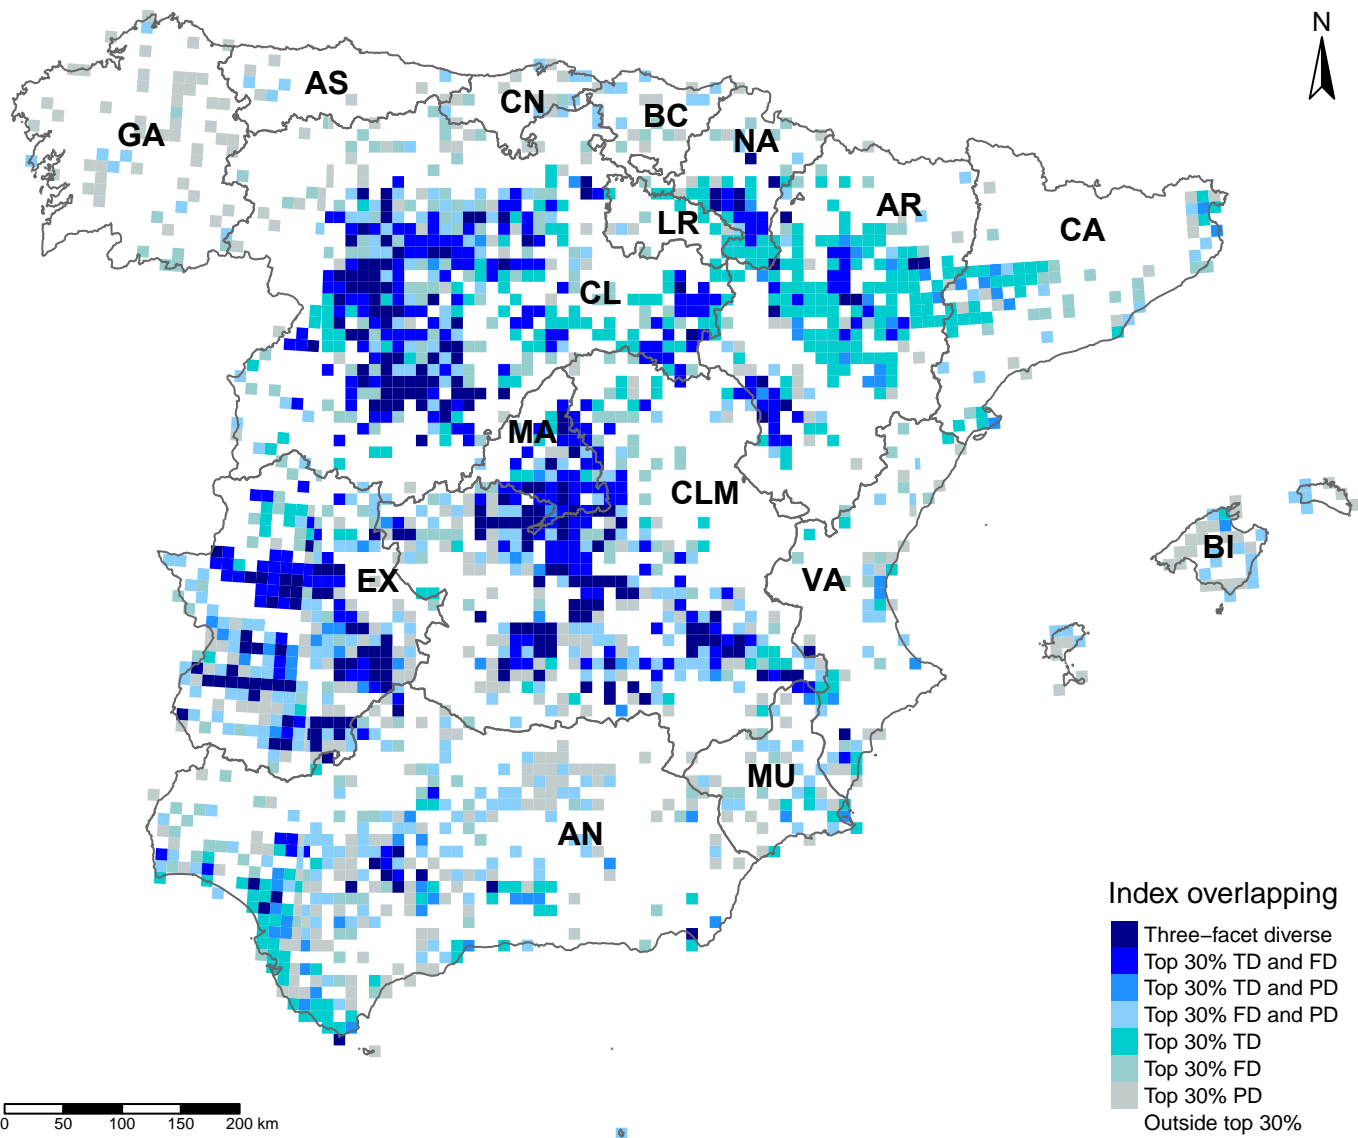 N
AS
CN
BC
GA
NA
AR
LR
CA
CL
MA
CLM
BI
EX
VA
MU
AN
Index overlapping
Three–facet diverse
Top 30% TD and FD
Top 30% TD and PD
Top 30% FD and PD
Top 30% TD
Top 30% FD
Top 30% PD
Outside top 30%
0 50 100 150 200 km